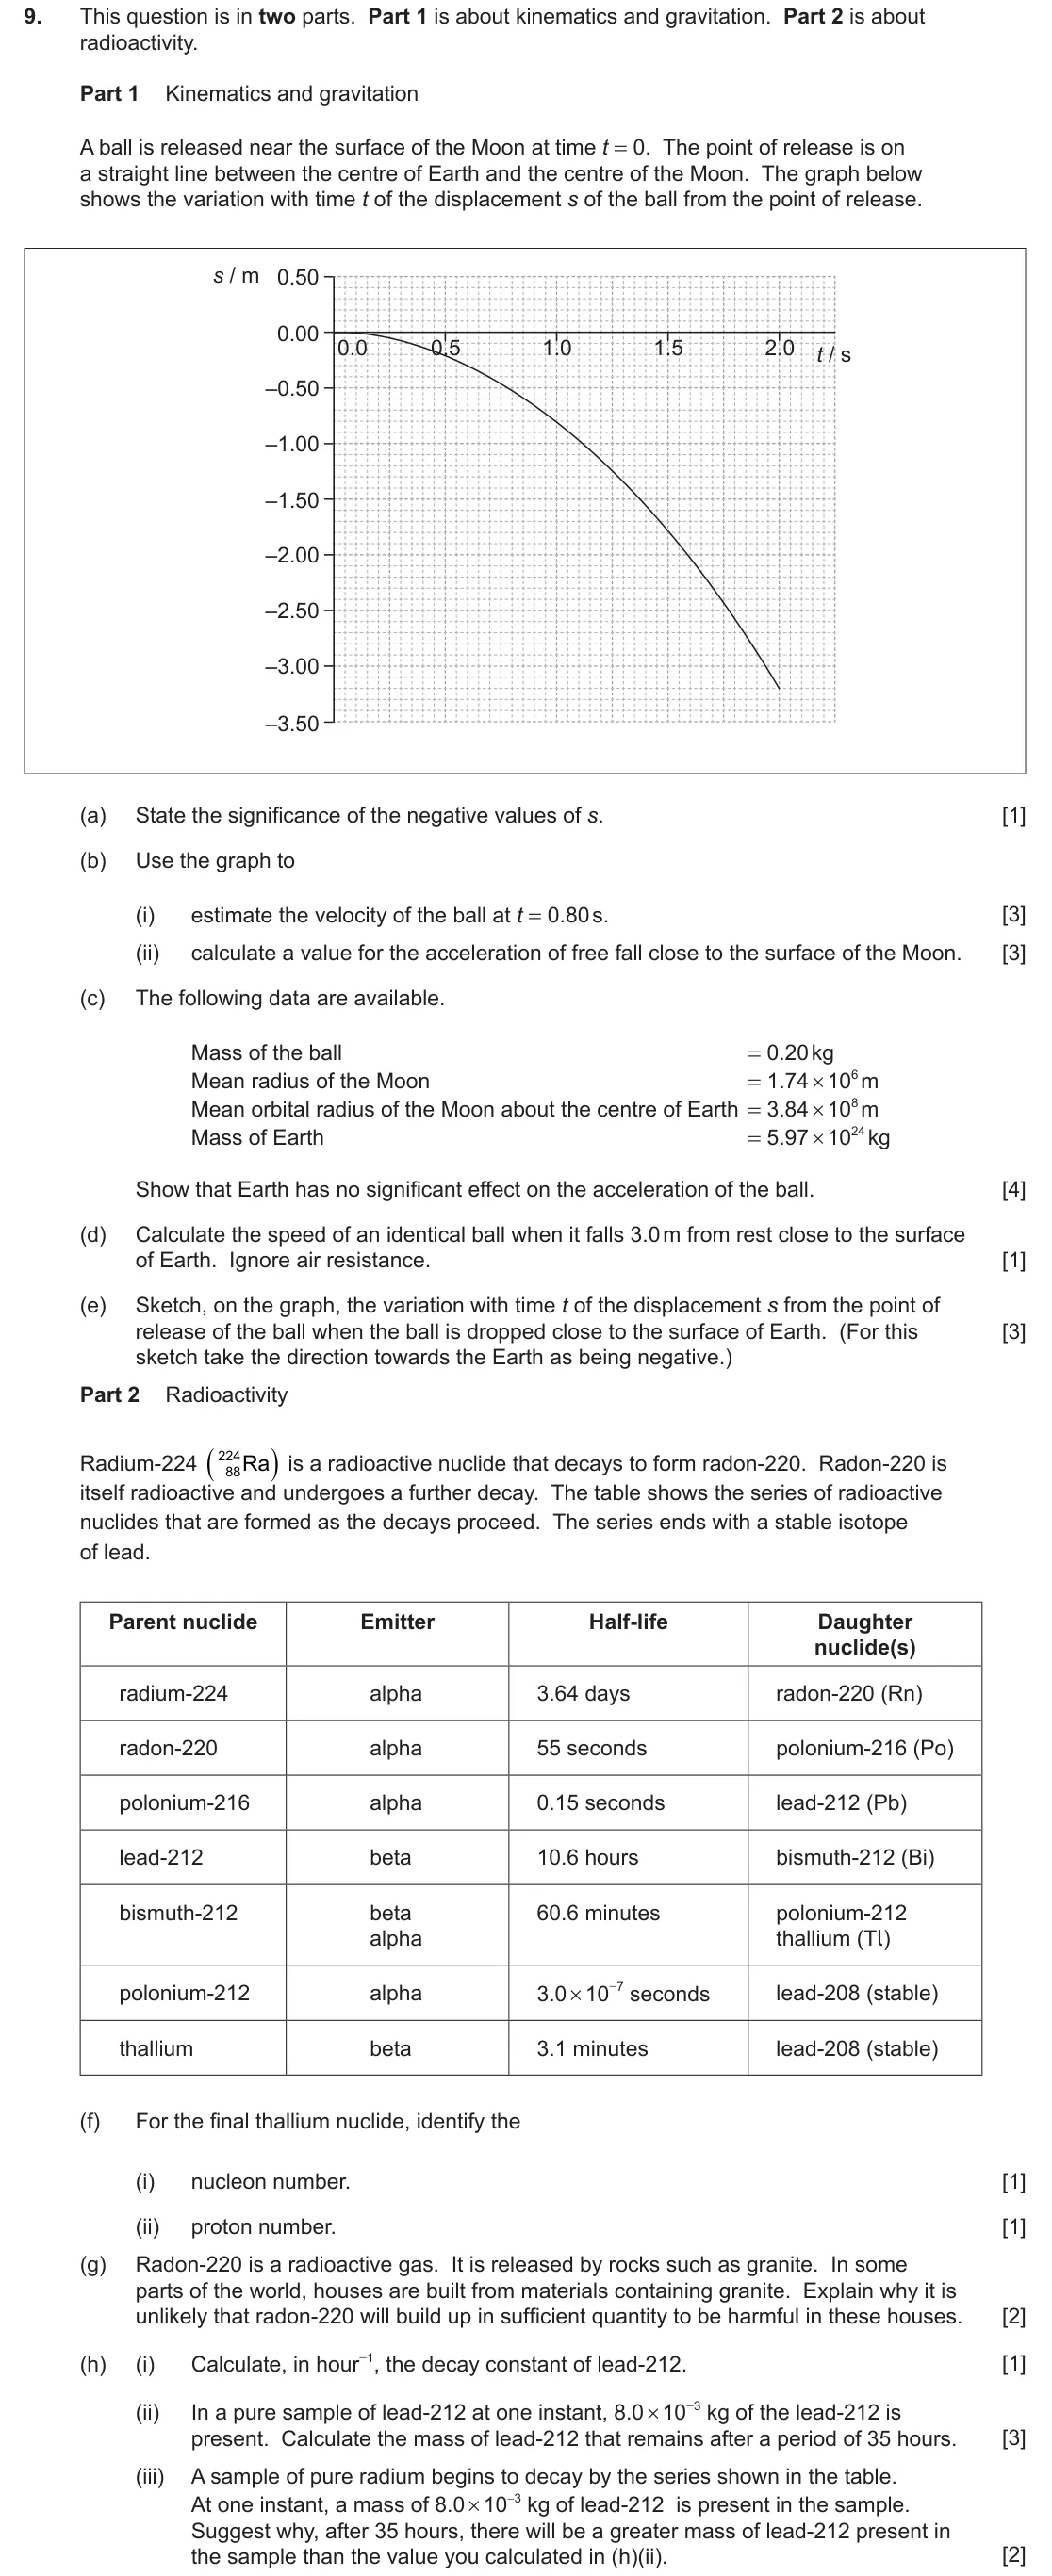 9. This question is in two parts. Part 1 is about kinematics and gravitation. Part 2 is about
radioactivity.
Part 1 Kinematics and gravitation
A ball is released near the surface of the Moon at time t = 0. The point of release is on
a straight line between the centre of Earth and the centre of the Moon. The graph below
shows the variation with time t of the displacement s of the ball from the point of release.
s / m 0.50
0.00
0.0 0.5 1.0 1.5 2.0 t / s
–0.50
–1.00
–1.50
–2.00
–2.50
–3.00
–3.50
(a) State the significance of the negative values of s. [1]
(b) Use the graph to
(i) estimate the velocity of the ball at t = 0.80 s. [3]
(ii) calculate a value for the acceleration of free fall close to the surface of the Moon. [3]
(c) The following data are available.
Mass of the ball = 0.20 kg
Mean radius of the Moon = 1.74 × 10⁶ m
Mean orbital radius of the Moon about the centre of Earth = 3.84 × 10⁸ m
Mass of Earth = 5.97 × 10²⁴ kg
Show that Earth has no significant effect on the acceleration of the ball. [4]
(d) Calculate the speed of an identical ball when it falls 3.0 m from rest close to the surface
of Earth. Ignore air resistance. [1]
(e) Sketch, on the graph, the variation with time t of the displacement s from the point of
release of the ball when the ball is dropped close to the surface of Earth. (For this [3]
sketch take the direction towards the Earth as being negative.)
Part 2 Radioactivity
Radium-224 (²²⁴₈₈Ra) is a radioactive nuclide that decays to form radon-220. Radon-220 is
itself radioactive and undergoes a further decay. The table shows the series of radioactive
nuclides that are formed as the decays proceed. The series ends with a stable isotope
of lead.
Parent nuclide Emitter Half-life Daughter
nuclide(s)
radium-224 alpha 3.64 days radon-220 (Rn)
radon-220 alpha 55 seconds polonium-216 (Po)
polonium-216 alpha 0.15 seconds lead-212 (Pb)
lead-212 beta 10.6 hours bismuth-212 (Bi)
bismuth-212 beta 60.6 minutes polonium-212
alpha thallium (Tl)
polonium-212 alpha 3.0 × 10⁻⁷ seconds lead-208 (stable)
thallium beta 3.1 minutes lead-208 (stable)
(f) For the final thallium nuclide, identify the
(i) nucleon number. [1]
(ii) proton number. [1]
(g) Radon-220 is a radioactive gas. It is released by rocks such as granite. In some
parts of the world, houses are built from materials containing granite. Explain why it is
unlikely that radon-220 will build up in sufficient quantity to be harmful in these houses. [2]
(h) (i) Calculate, in hour⁻¹, the decay constant of lead-212. [1]
(ii) In a pure sample of lead-212 at one instant, 8.0 × 10⁻³ kg of the lead-212 is
present. Calculate the mass of lead-212 that remains after a period of 35 hours. [3]
(iii) A sample of pure radium begins to decay by the series shown in the table.
At one instant, a mass of 8.0 × 10⁻³ kg of lead-212 is present in the sample.
Suggest why, after 35 hours, there will be a greater mass of lead-212 present in
the sample than the value you calculated in (h)(ii). [2]